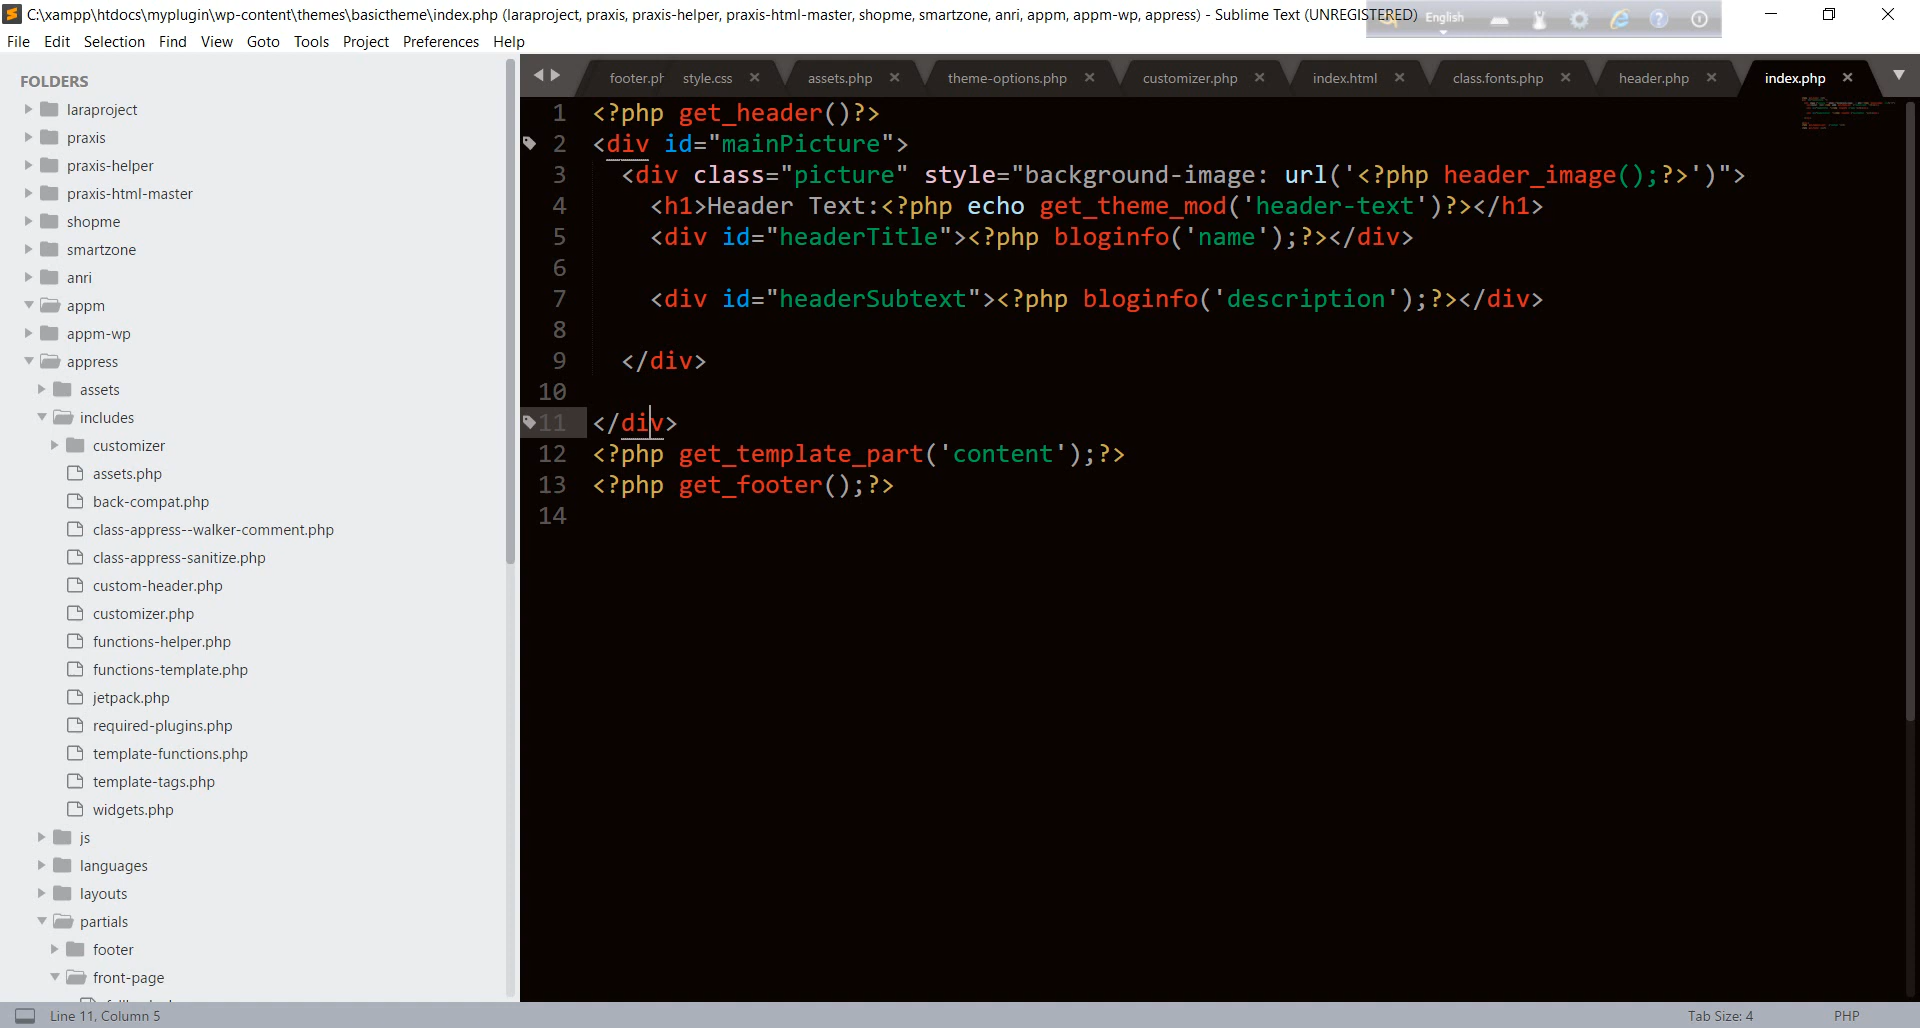 C:\xampp\htdocs\myplugin\wp-content\themes\basictheme\index.php (laraproject, praxis, praxis-helper, praxis-html-master, shopme, smartzone, anri, appm, appm-wp, appress) - Sublime Text (UNREGISTERED)
English
File Edit Selection Find View Goto Tools Project Preferences Help
FOLDERS
laraproject
praxis
praxis-helper
praxis-html-master
shopme
smartzone
anri
appm
appm-wp
appress
assets
includes
customizer
assets.php
back-compat.php
class-appress--walker-comment.php
class-appress-sanitize.php
custom-header.php
customizer.php
functions-helper.php
functions-template.php
jetpack.php
required-plugins.php
template-functions.php
template-tags.php
widgets.php
js
languages
layouts
partials
footer
front-page
footer.ph style.css assets.php theme-options.php customizer.php index.html class.fonts.php header.php index.php
1 <?php get_header()?>
2 <div id="mainPicture">
3 <div class="picture" style="background-image: url('<?php header_image();?>')">
4 <h1>Header Text:<?php echo get_theme_mod('header-text')?></h1>
5 <div id="headerTitle"><?php bloginfo('name');?></div>
6
7 <div id="headerSubtext"><?php bloginfo('description');?></div>
8
9 </div>
10
11 </div>
12 <?php get_template_part('content');?>
13 <?php get_footer();?>
14
Line 11, Column 5
Tab Size: 4 PHP